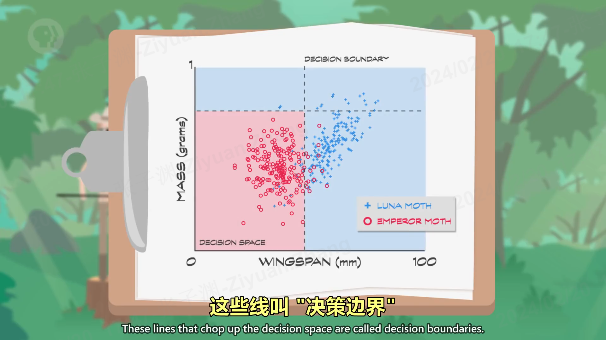 DECISION BOUNDARY
1
MASS (grams)
LUNA MOTH
EMPEROR MOTH
DECISION SPACE
0
WINGSPAN (mm)
100
这些线叫 "决策边界"
These lines that chop up the decision space are called decision boundaries.